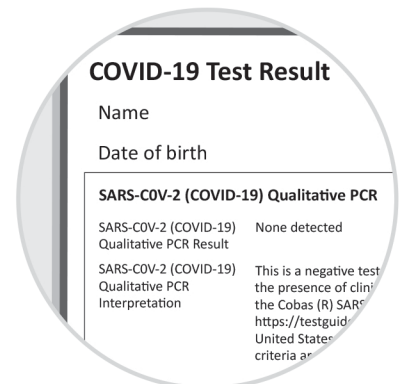 COVID-19 Test Result
Name
Date of birth
SARS-C0V-2 (COVID-19) Qualitative PCR
SARS-C0V-2 (COVID-19) None detected
Qualitative PCR Result
SARS-C0V-2 (COVID-19) This is a negative test
Qualitative PCR the presence of clini
Interpretation the Cobas (R) SARS
https://testguid
United States
criteria ar